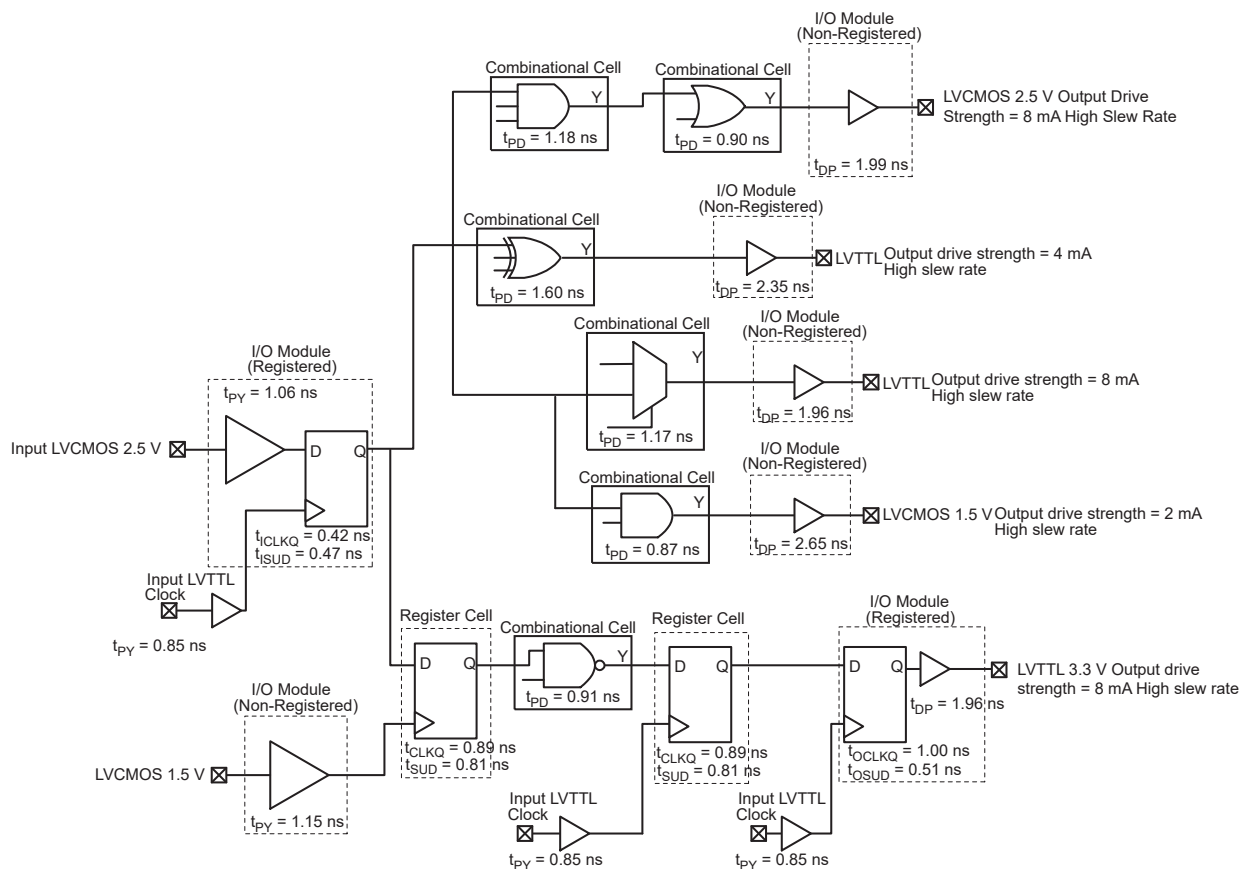 I/O Module
(Non-Registered)
Combinational Cell
Y
tPD = 1.18 ns
Combinational Cell
Y
tPD = 0.90 ns
tDP = 1.99 ns
LVCMOS 2.5 V Output Drive
Strength = 8 mA High Slew Rate
I/O Module
(Non-Registered)
Combinational Cell
Y
tPD = 1.60 ns
tDP = 2.35 ns
LVTTL Output drive strength = 4 mA
High slew rate
Combinational Cell
Y
tPD = 1.17 ns
I/O Module
(Non-Registered)
tDP = 1.96 ns
LVTTL Output drive strength = 8 mA
High slew rate
I/O Module
(Registered)
tPY = 1.06 ns
Input LVCMOS 2.5 V
D Q
tICLKQ = 0.42 ns
tISUD = 0.47 ns
Input LVTTL
Clock
tPY = 0.85 ns
Combinational Cell
Y
tPD = 0.87 ns
I/O Module
(Non-Registered)
tDP = 2.65 ns
LVCMOS 1.5 V Output drive strength = 2 mA
High slew rate
I/O Module
(Non-Registered)
LVCMOS 1.5 V
tPY = 1.15 ns
Register Cell
D Q
tCLKQ = 0.89 ns
tSUD = 0.81 ns
Combinational Cell
Y
tPD = 0.91 ns
Register Cell
D Q
tCLKQ = 0.89 ns
tSUD = 0.81 ns
Input LVTTL
Clock
tPY = 0.85 ns
I/O Module
(Registered)
D Q
tDP = 1.96 ns
tOCLKQ = 1.00 ns
tOSUD = 0.51 ns
Input LVTTL
Clock
tPY = 0.85 ns
LVTTL 3.3 V Output drive
strength = 8 mA High slew rate